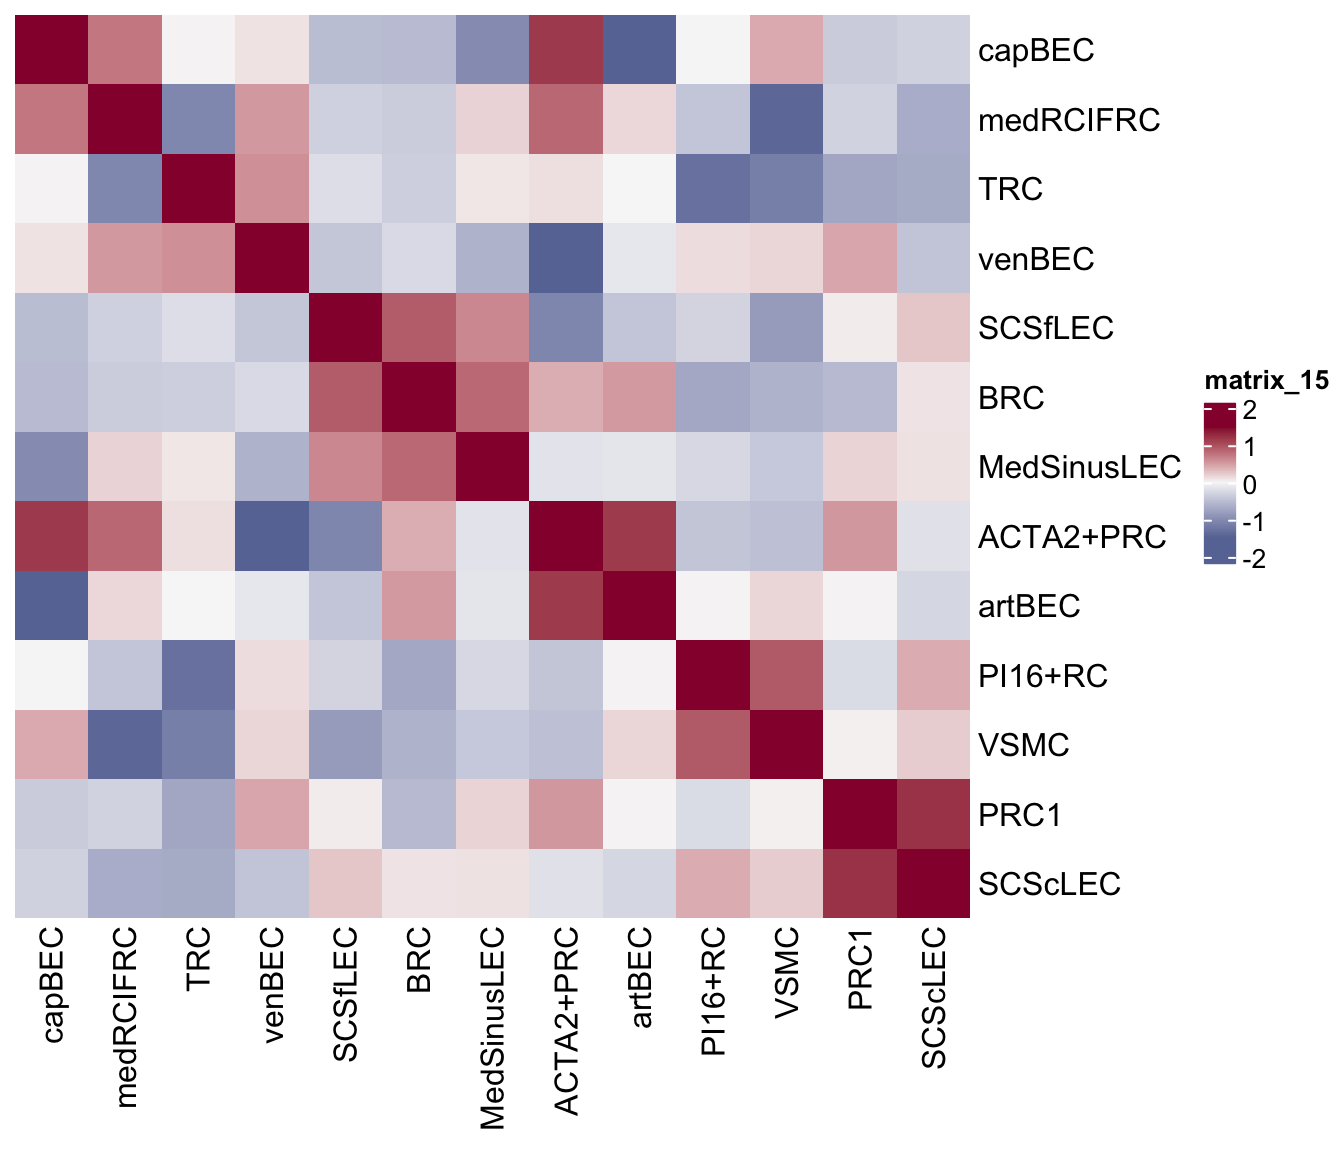 capBEC
medRCIFRC
TRC
venBEC
SCSfLEC
BRC
MedSinusLEC
ACTA2+PRC
artBEC
PI16+RC
VSMC
PRC1
SCScLEC
matrix_15
2
1
0
-1
-2
capBEC
medRCIFRC
TRC
venBEC
SCSfLEC
BRC
MedSinusLEC
ACTA2+PRC
artBEC
PI16+RC
VSMC
PRC1
SCScLEC